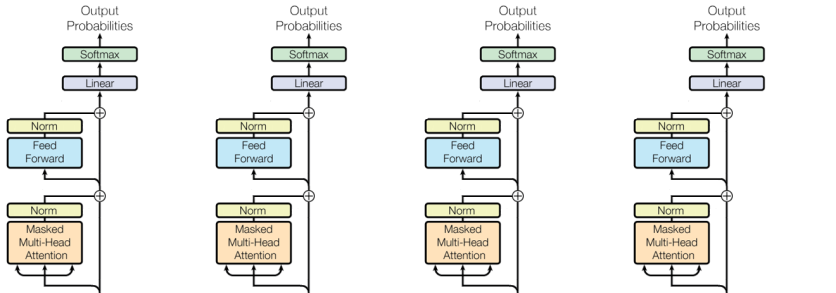 Output
Probabilities
Softmax
Linear
Norm
Feed
Forward
Norm
Masked
Multi-Head
Attention
Output
Probabilities
Softmax
Linear
Norm
Feed
Forward
Norm
Masked
Multi-Head
Attention
Output
Probabilities
Softmax
Linear
Norm
Feed
Forward
Norm
Masked
Multi-Head
Attention
Output
Probabilities
Softmax
Linear
Norm
Feed
Forward
Norm
Masked
Multi-Head
Attention